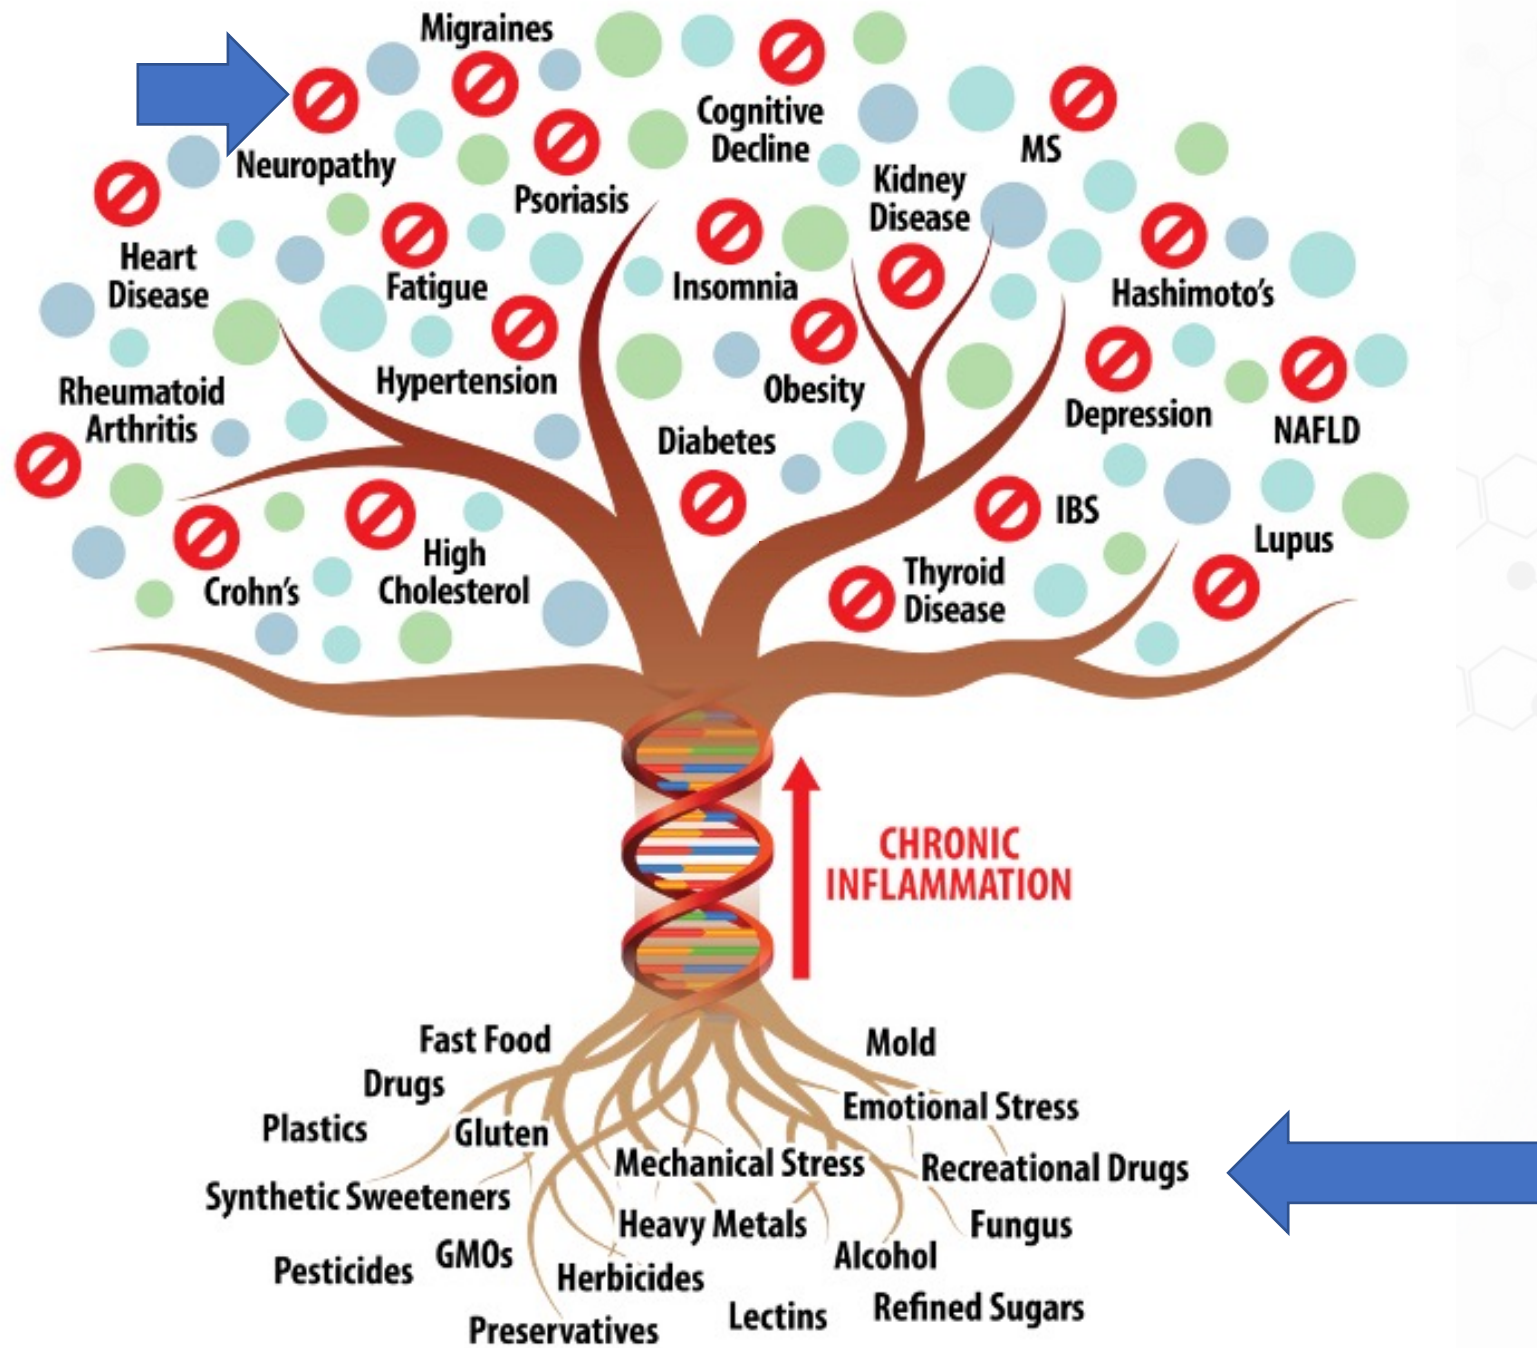 Migraines
Cognitive
Decline
MS
Neuropathy
Psoriasis
Kidney
Disease
Heart
Disease
Fatigue
Insomnia
Hashimoto's
Rheumatoid
Arthritis
Hypertension
Obesity
Depression
NAFLD
Diabetes
IBS
Lupus
Crohn's
High
Cholesterol
Thyroid
Disease
CHRONIC
INFLAMMATION
Fast Food
Mold
Drugs
Emotional Stress
Plastics
Gluten
Mechanical Stress
Recreational Drugs
Synthetic Sweeteners
Heavy Metals
Fungus
Pesticides
GMOs
Herbicides
Alcohol
Preservatives
Lectins
Refined Sugars